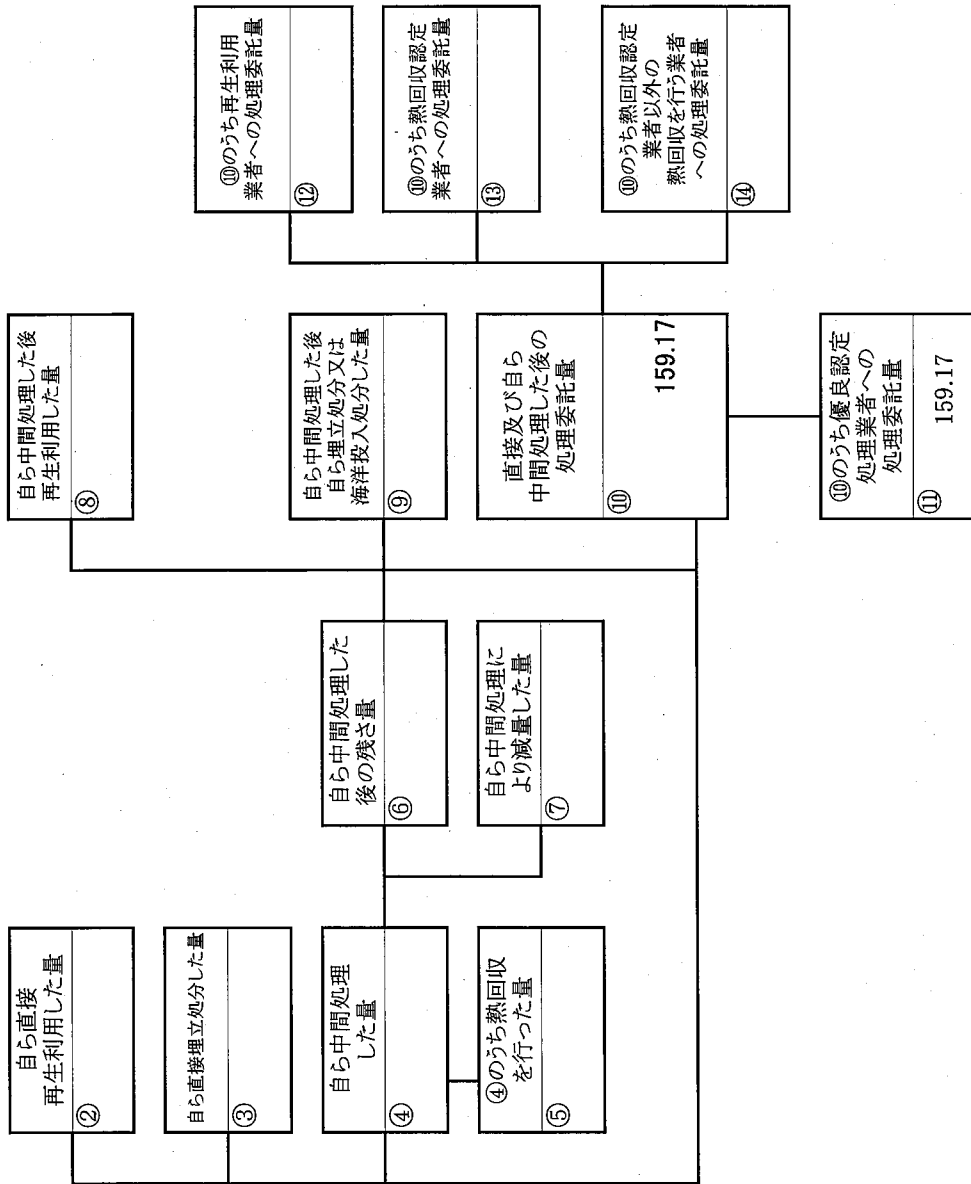 自ら直接
再生利用した量
②
自ら直接埋立処分した量
③
自ら中間処理
した量
④
④のうち熱回収
を行った量
⑤
自ら中間処理した
後の残さ量
⑥
自ら中間処理に
より減量した量
⑦
自ら中間処理した後
再生利用した量
⑧
自ら中間処理した後
自ら埋立処分又は
海洋投入処分した量
⑨
直接及び自ら
中間処理した後の
処理委託量
⑩
159.17
⑩のうち優良認定
処理業者への
処理委託量
⑪
159.17
⑩のうち再生利用
業者への処理委託量
⑫
⑩のうち熱回収認定
業者への処理委託量
⑬
⑩のうち熱回収認定
業者以外の
熱回収を行う業者
への処理委託量
⑭